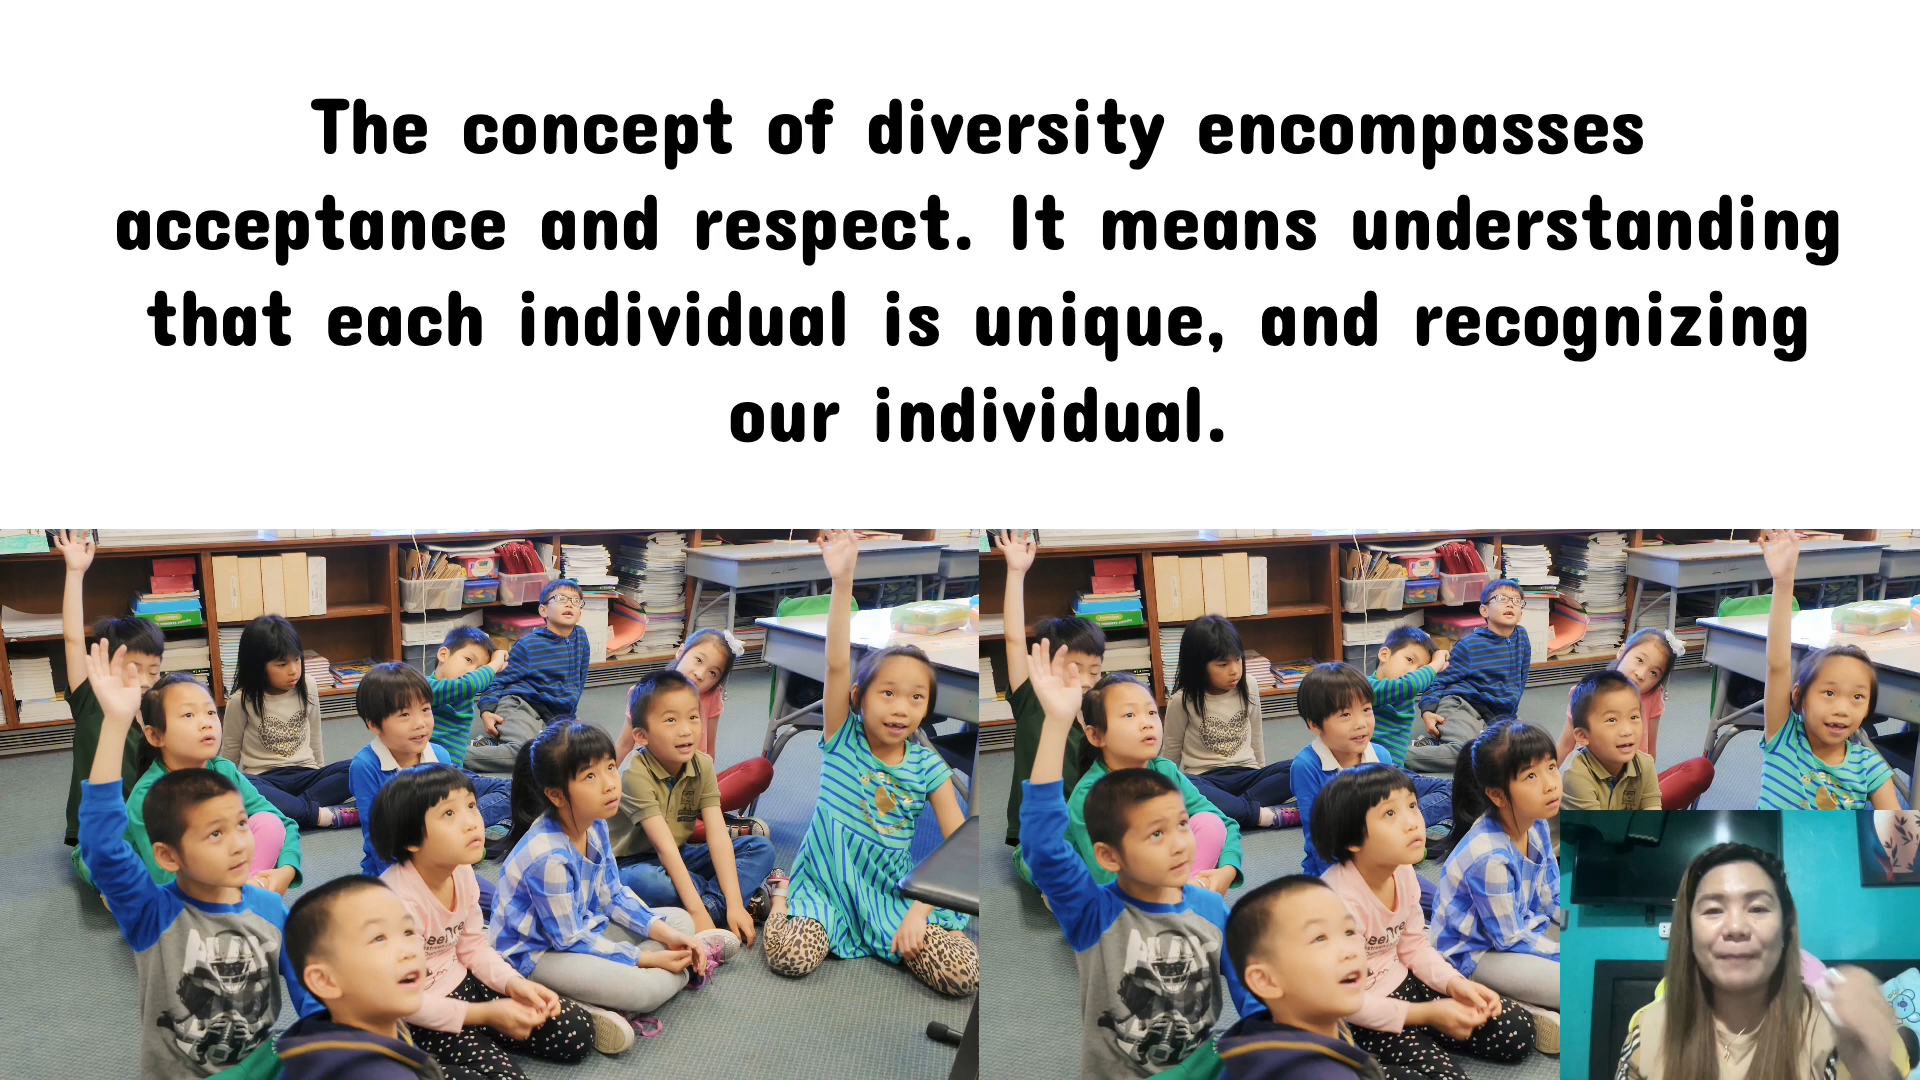 The concept of diversity encompasses
acceptance and respect. It means understanding
that each individual is unique, and recognizing
our individual.